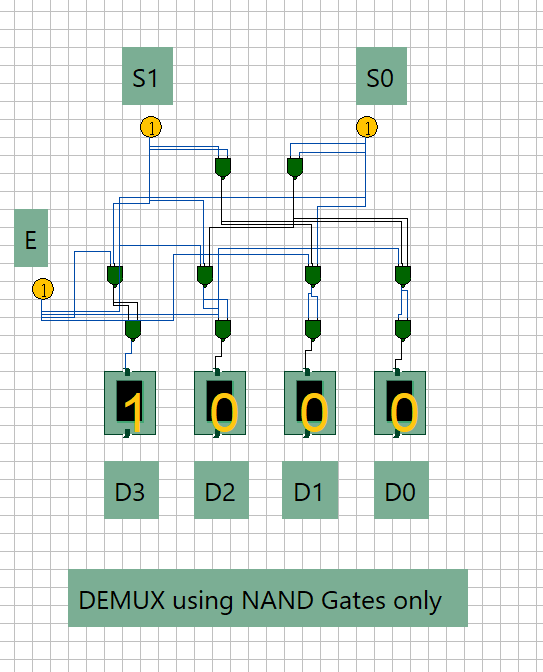 S1 S0
1 1
E
1
1 0 0 0
D3 D2 D1 D0
DEMUX using NAND Gates only